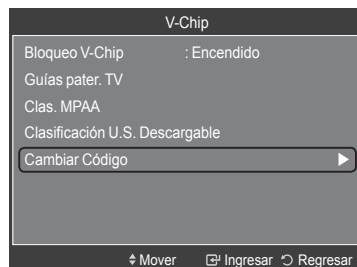 V-Chip
Bloqueo V-Chip : Encendido
Guías pater. TV
Clas. MPAA
Clasificación U.S. Descargable
Cambiar Código
Mover Ingresar Regresar